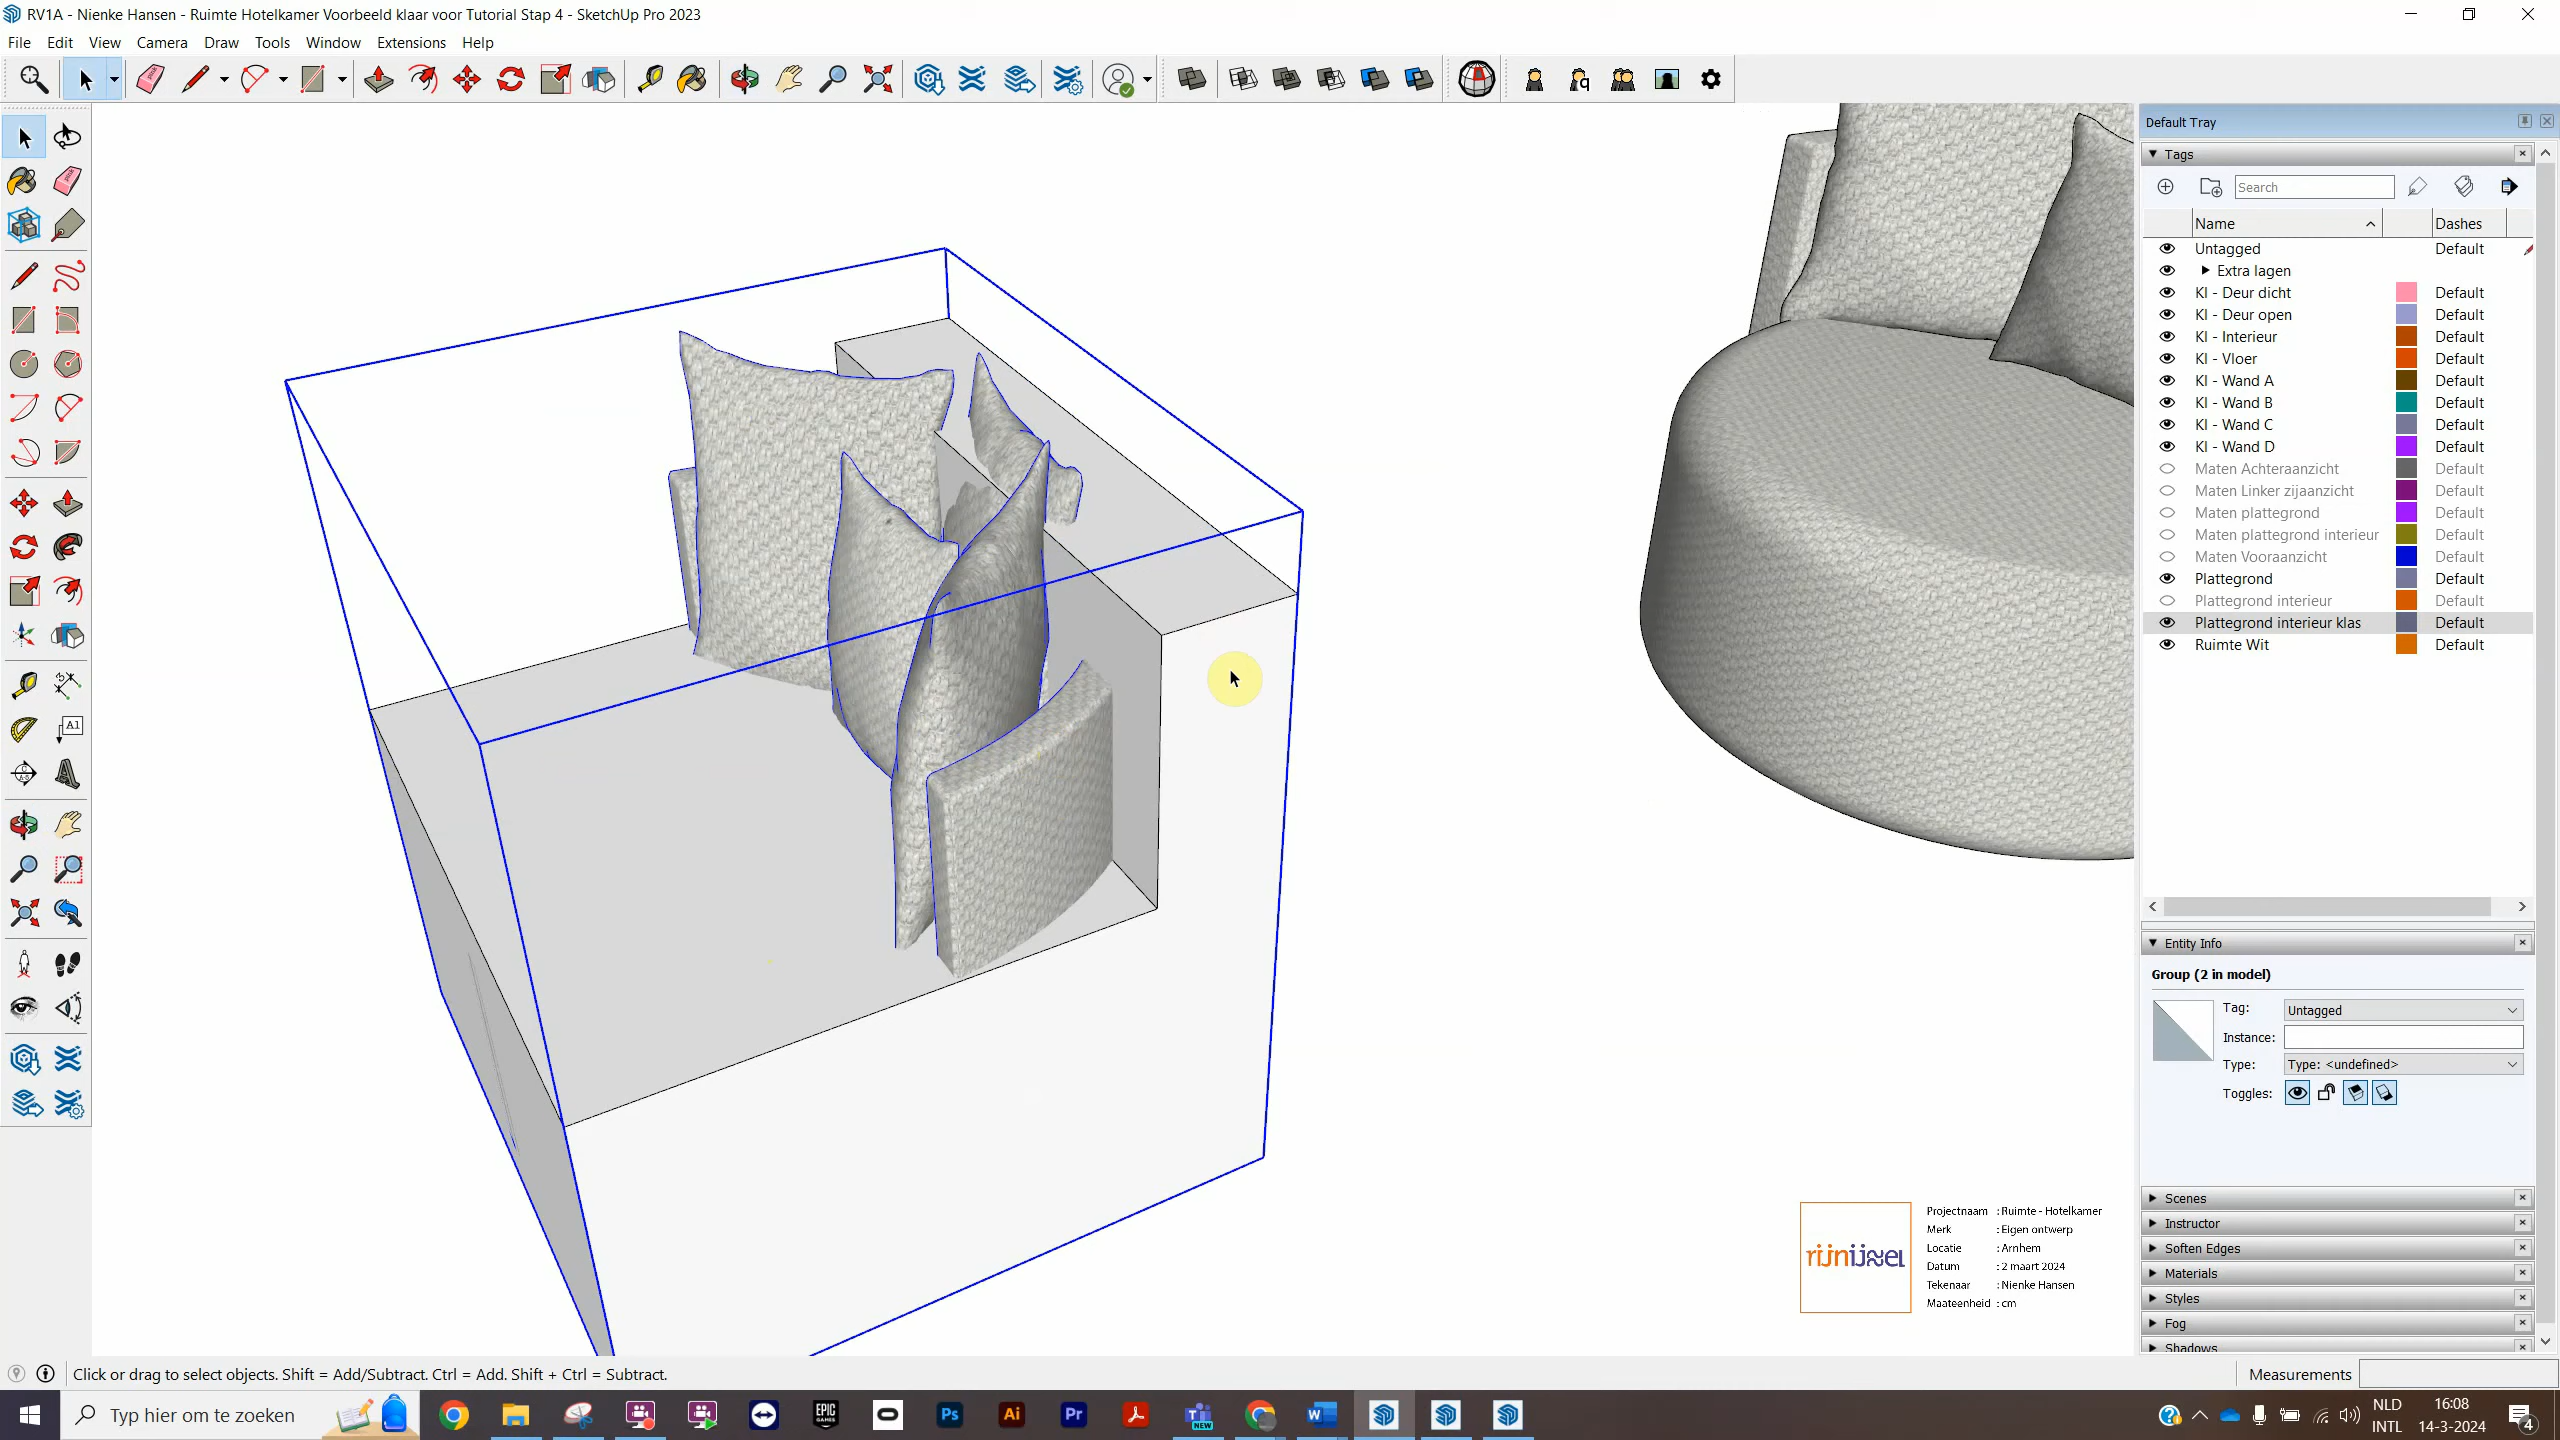 RV1A - Nienke Hansen - Ruimte Hotelkamer Voorbeeld klaar voor Tutorial Stap 4 - SketchUp Pro 2023
File Edit View Camera Draw Tools Window Extensions Help
Default Tray
Tags
Search
Name Dashes
Untagged Default
Extra lagen
KI - Deur dicht Default
KI - Deur open Default
KI - Interieur Default
KI - Vloer Default
KI - Wand A Default
KI - Wand B Default
KI - Wand C Default
KI - Wand D Default
Maten Achteraanzicht Default
Maten Linker zijaanzicht Default
Maten plattegrond Default
Maten plattegrond interieur Default
Maten Vooraanzicht Default
Plattegrond Default
Plattegrond interieur Default
Plattegrond interieur klas Default
Ruimte Wit Default
Entity Info
Group (2 in model)
Tag: Untagged
Instance:
Type: Type: <undefined>
Toggles:
Scenes
Instructor
Soften Edges
Materials
Styles
Fog
Shadows
A1
rijnijssel
Projectnaam : Ruimte - Hotelkamer
Merk : Eigen ontwerp
Locatie : Arnhem
Datum : 2 maart 2024
Tekenaar : Nienke Hansen
Maateenheid : cm
Click or drag to select objects. Shift = Add/Subtract. Ctrl = Add. Shift + Ctrl = Subtract.
Measurements
Typ hier om te zoeken
EPIC GAMES
Ps
Ai
Pr
NEW
W
NLD
INTL
16:08
14-3-2024
4